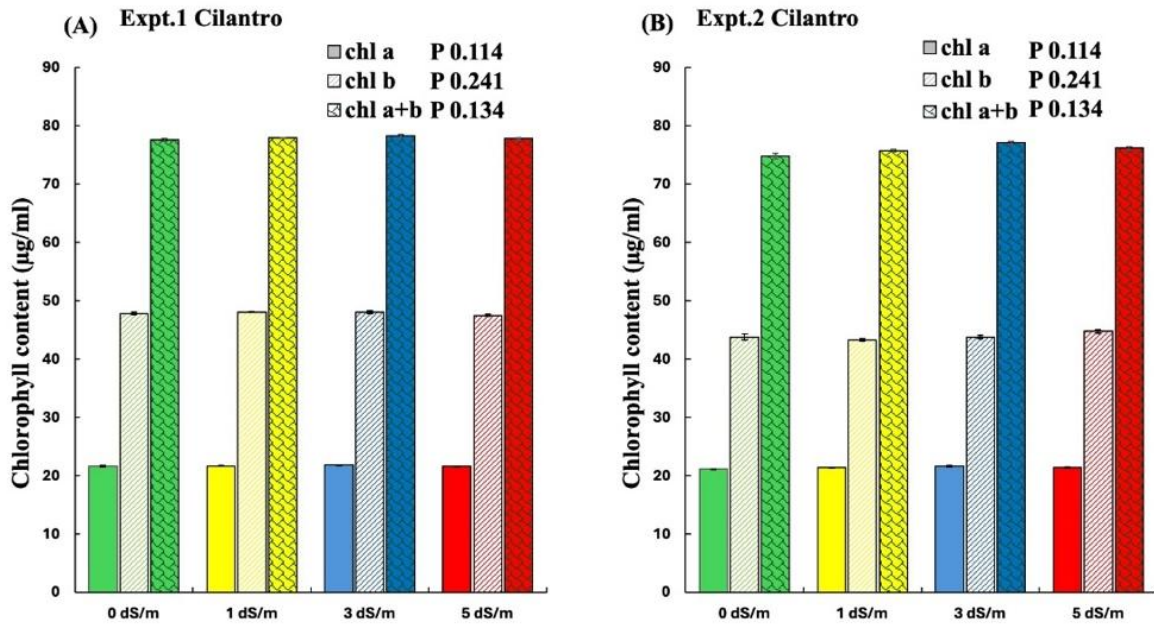 (A) Expt.1 Cilantro
chl a P 0.114
chl b P 0.241
chl a+b P 0.134
90
80
70
60
50
40
30
20
10
0
Chlorophyll content (µg/ml)
0 dS/m 1 dS/m 3 dS/m 5 dS/m
(B) Expt.2 Cilantro
chl a P 0.114
chl b P 0.241
chl a+b P 0.134
90
80
70
60
50
40
30
20
10
0
Chlorophyll content (µg/ml)
0 dS/m 1 dS/m 3 dS/m 5 dS/m